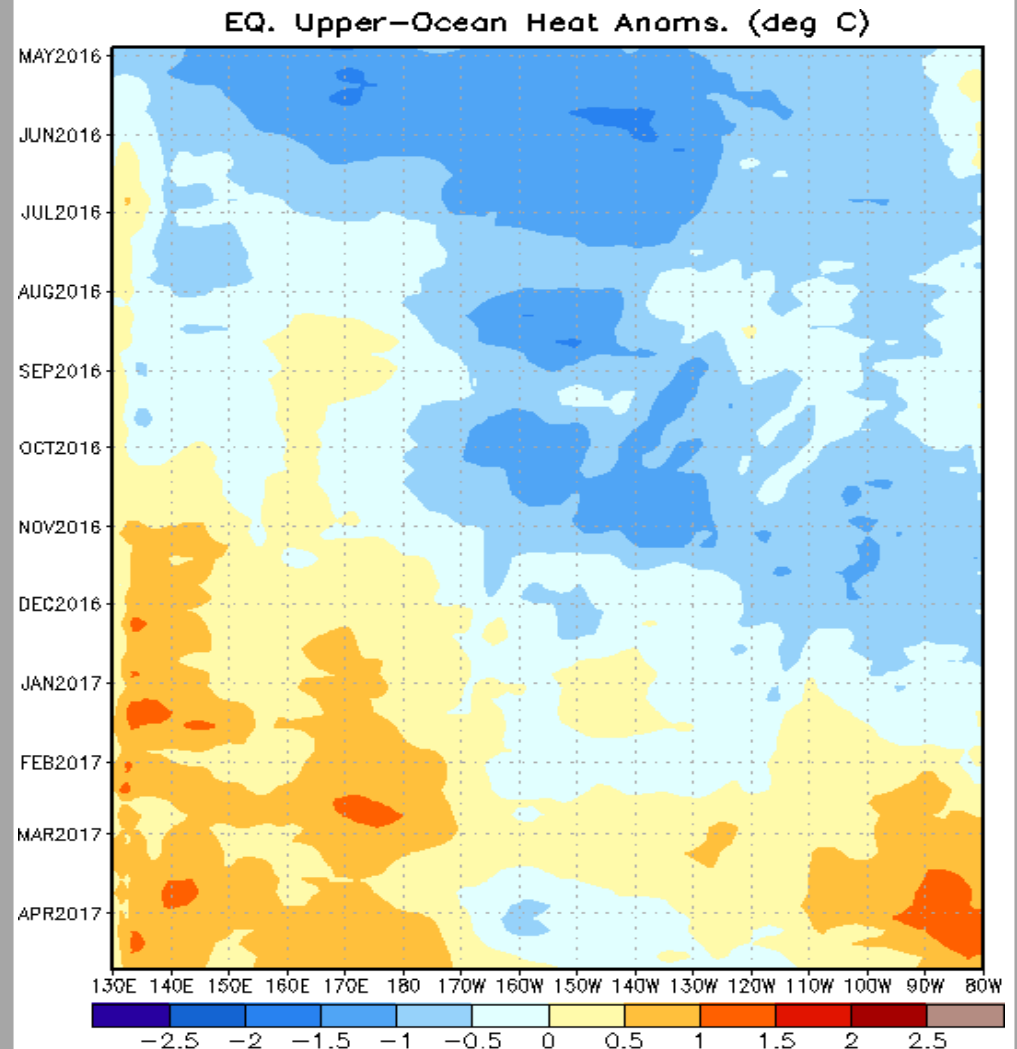 EQ. Upper-Ocean Heat Anoms. (deg C)
MAY2016
JUN2016
JUL2016
AUG2016
SEP2016
OCT2016
NOV2016
DEC2016
JAN2017
FEB2017
MAR2017
APR2017
130E 140E 150E 160E 170E 180 170W 160W 150W 140W 130W 120W 110W 100W 90W 80W
-2.5 -2 -1.5 -1 -0.5 0 0.5 1 1.5 2 2.5